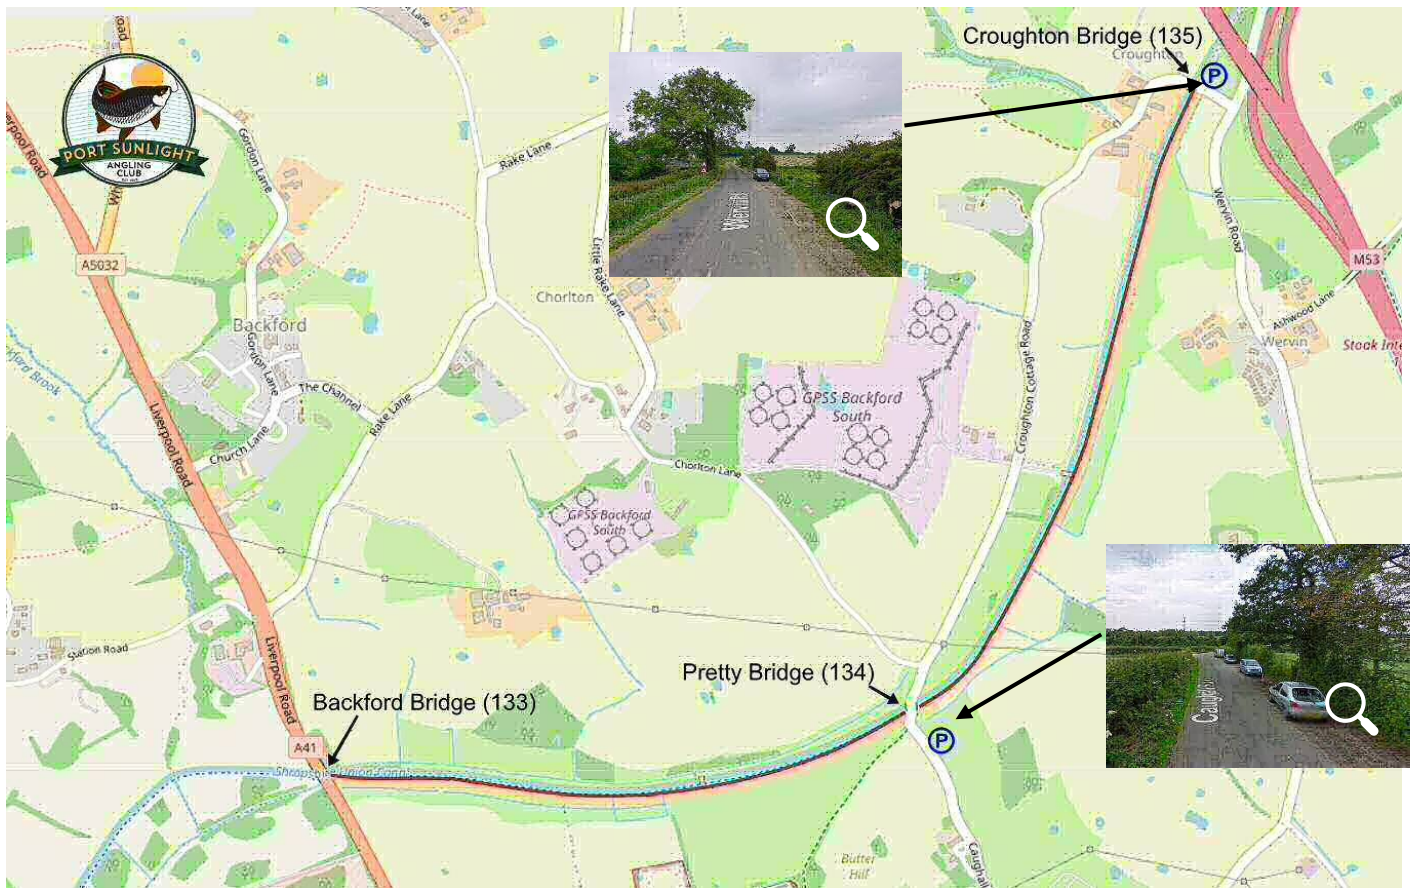 Croughton Bridge (135)
Croughton
P
PORT SUNLIGHT
ANGLING
CLUB
Liverpool Road
Gordon Lane
Rake Lane
Wervin Road
A5032
M53
Little Rake Lane
Chorlton
Ashwood Lane
Backford
Wervin
Gordon Lane
Croughton Cottage Road
The Channel
GPSS Backford
South
Rake Lane
Liverpool Road
Church Lane
Chorlton Lane
GPSS Backford
South
Station Road
Liverpool Road
Pretty Bridge (134)
Backford Bridge (133)
P
A41
Butter
Hill